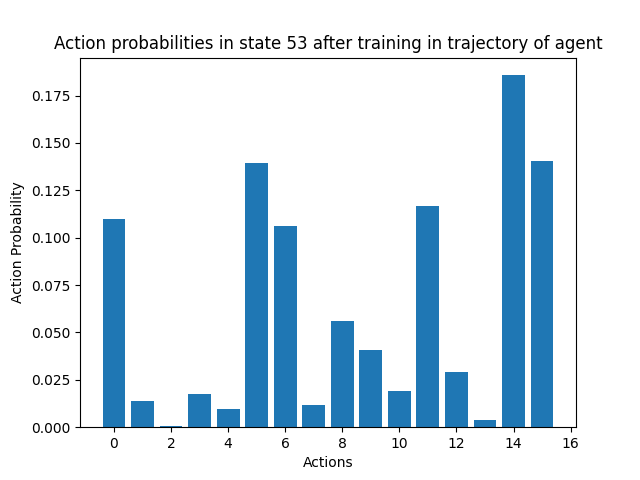 Action probabilities in state 53 after training in trajectory of agent
0.175
0.150
0.125
0.100
0.075
0.050
0.025
0.000
Action Probability
0 2 4 6 8 10 12 14 16
Actions